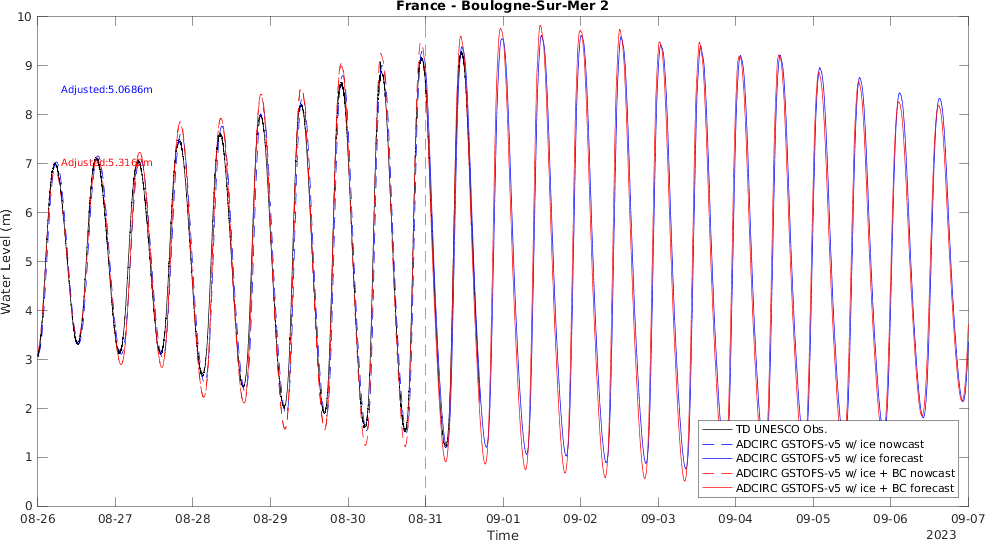 France - Boulogne-Sur-Mer 2
10
9
8
7
6
5
4
3
2
1
0
Water Level (m)
Adjusted:5.0686m
Adjusted:5.3169m
TD UNESCO Obs.
ADCIRC GSTOFS-v5 w/ ice nowcast
ADCIRC GSTOFS-v5 w/ ice forecast
ADCIRC GSTOFS-v5 w/ ice + BC nowcast
ADCIRC GSTOFS-v5 w/ ice + BC forecast
08-26 08-27 08-28 08-29 08-30 08-31 09-01 09-02 09-03 09-04 09-05 09-06 09-07
Time
2023